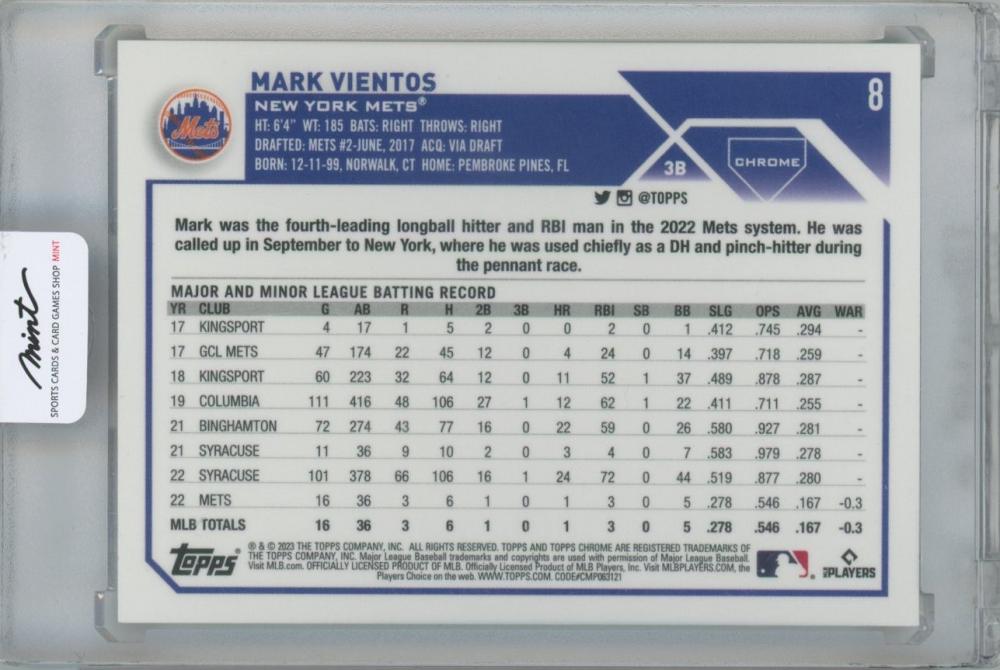 MARK VIENTOS
8
NEW YORK METS®
HT: 6'4" WT: 185 BATS: RIGHT THROWS: RIGHT
DRAFTED: METS #2-JUNE, 2017 ACQ: VIA DRAFT
BORN: 12-11-99, NORWALK, CT HOME: PEMBROKE PINES, FL
Mets
3B
CHROME
@TOPPS
Mark was the fourth-leading longball hitter and RBI man in the 2022 Mets system. He was
called up in September to New York, where he was used chiefly as a DH and pinch-hitter during
the pennant race.
MAJOR AND MINOR LEAGUE BATTING RECORD
YR CLUB G AB R H 2B 3B HR RBI SB BB SLG OPS AVG WAR
17 KINGSPORT 4 17 1 5 2 0 0 2 0 1 .412 .745 .294 -
17 GCL METS 47 174 22 45 12 0 4 24 0 14 .397 .718 .259 -
18 KINGSPORT 60 223 32 64 12 0 11 52 1 37 .489 .878 .287 -
19 COLUMBIA 111 416 48 106 27 1 12 62 1 22 .411 .711 .255 -
21 BINGHAMTON 72 274 43 77 16 0 22 59 0 26 .580 .927 .281 -
21 SYRACUSE 11 36 9 10 2 0 3 4 0 7 .583 .979 .278 -
22 SYRACUSE 101 378 66 106 16 1 24 72 0 44 .519 .877 .280 -
22 METS 16 36 3 6 1 0 1 3 0 5 .278 .546 .167 -0.3
MLB TOTALS 16 36 3 6 1 0 1 3 0 5 .278 .546 .167 -0.3
Topps®
® & © 2023 THE TOPPS COMPANY, INC. ALL RIGHTS RESERVED. TOPPS AND TOPPS CHROME ARE REGISTERED TRADEMARKS OF
THE TOPPS COMPANY, INC. Major League Baseball trademarks and copyrights are used with permission of Major League Baseball.
Visit MLB.com. OFFICIALLY LICENSED PRODUCT OF MLB. Officially Licensed Product of MLB Players, Inc. Visit MLBPLAYERS.COM, the
Players Choice on the web. WWW.TOPPS.COM. CODE#CMP063121
MLB PLAYERS
mint
SPORTS CARDS & CARD GAMES SHOP MINT